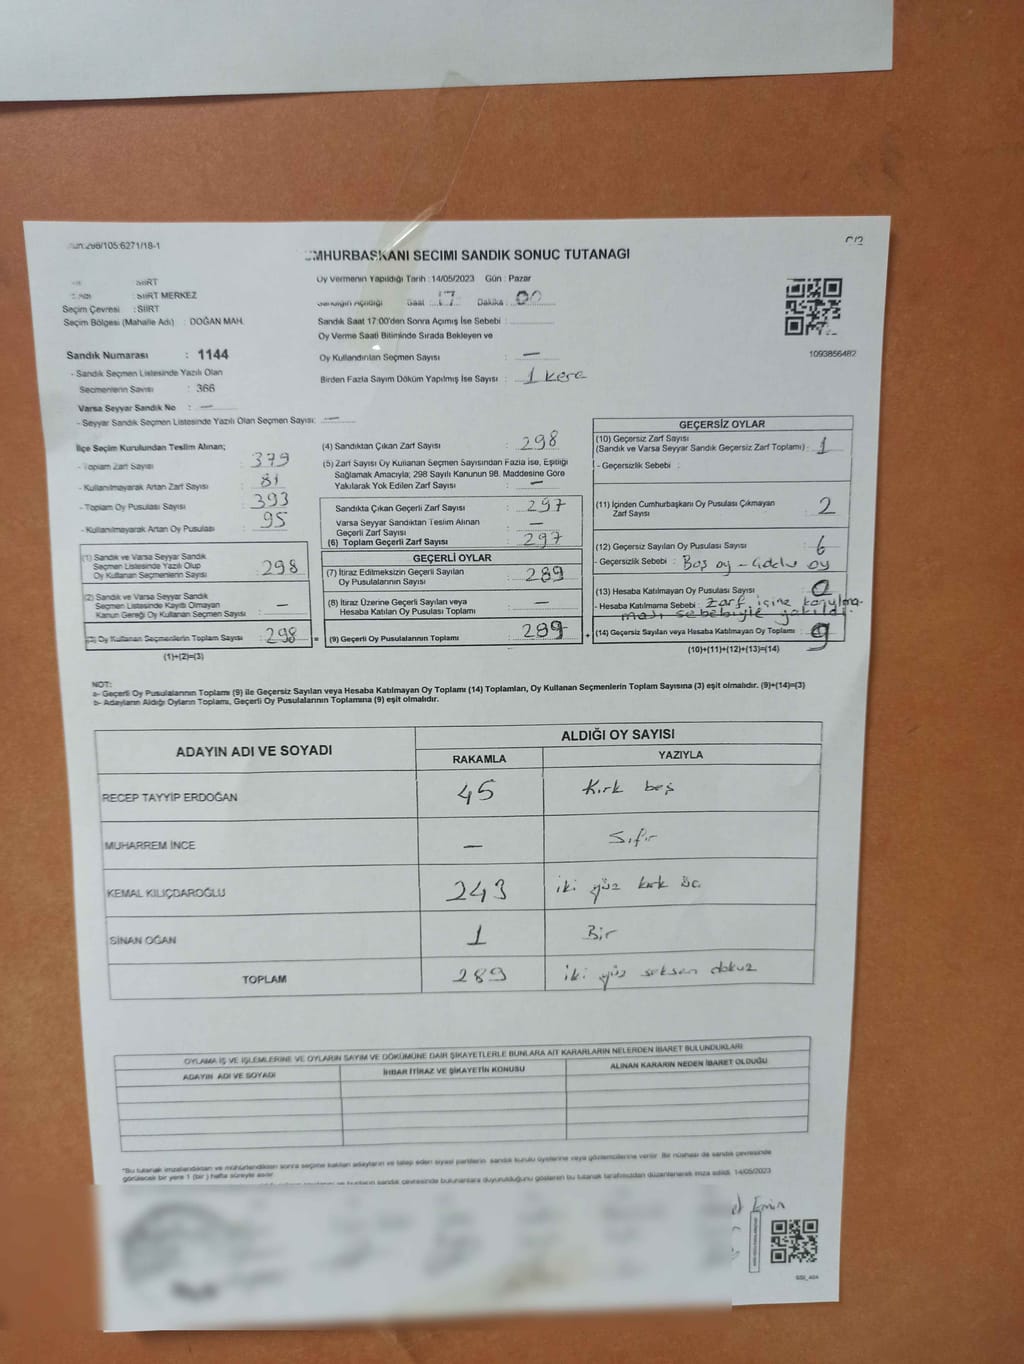 298/105:6271/18-1
MHURBAŞKANI SEÇİMİ SANDIK SONUÇ TUTANAĞI
Oy Vermenin Yapıldığı Tarih : 14/05/2023 Gün : Pazar
SİİRT
Sandığın Açıldığı Saat : 17 Dakika : 00
SİİRT MERKEZ
Seçim Çevresi : SİİRT
Seçim Bölgesi (Mahalle Adı) : DOĞAN MAH.
Sandık Saat 17.00'den Sonra Açımış İse Sebebi :
Oy Verme Saati Bitiminde Sırada Bekleyen ve
Oy Kullandırılan Seçmen Sayısı : —
1093856482
Sandık Numarası : 1144
- Sandık Seçmen Listesinde Yazılı Olan
Seçmenlerin Sayısı : 366
Birden Fazla Sayım Döküm Yapılmış İse Sayısı : 1 kere
Varsa Seyyar Sandık No : —
- Seyyar Sandık Seçmen Listesinde Yazılı Olan Seçmen Sayısı: —
İlçe Seçim Kurulundan Teslim Alınan;
- Toplam Zarf Sayısı : 379
- Kullanılmayarak Artan Zarf Sayısı : 81
- Toplam Oy Pusulası Sayısı : 393
- Kullanılmayarak Artan Oy Pusulası : 95
(1) Sandık ve Varsa Seyyar Sandık
Seçmen Listesinde Yazılı Olup
Oy Kullanan Seçmenlerin Sayısı : 298
(2) Sandık ve Varsa Seyyar Sandık
Seçmen Listesinde Kayıtlı Olmayan
Kanun Gereği Oy Kullanan Seçmen Sayısı : —
(3) Oy Kullanan Seçmenlerin Toplam Sayısı : 298 =
(1)+(2)=(3)
(4) Sandıktan Çıkan Zarf Sayısı : 298
(5) Zarf Sayısı Oy Kullanan Seçmen Sayısından Fazla ise, Eşitliği
Sağlamak Amacıyla; 298 Sayılı Kanunun 98. Maddesine Göre
Yakılarak Yok Edilen Zarf Sayısı : —
Sandıkta Çıkan Geçerli Zarf Sayısı : 297
Varsa Seyyar Sandıktan Teslim Alınan
Geçerli Zarf Sayısı : —
(6) Toplam Geçerli Zarf Sayısı : 297
GEÇERLİ OYLAR
(7) İtiraz Edilmeksizin Geçerli Sayılan
Oy Pusulalarının Sayısı : 289
(8) İtiraz Üzerine Geçerli Sayılan veya
Hesaba Katılan Oy Pusulası Toplamı : —
(9) Geçerli Oy Pusulalarının Toplamı : 289 +
GEÇERSİZ OYLAR
(10) Geçersiz Zarf Sayısı
(Sandık ve Varsa Seyyar Sandık Geçersiz Zarf Toplamı) : 1
- Geçersizlik Sebebi :
(11) İçinden Cumhurbaşkanı Oy Pusulası Çıkmayan
Zarf Sayısı : 2
(12) Geçersiz Sayılan Oy Pusulası Sayısı : 6
- Geçersizlik Sebebi : Boş oy - oy
(13) Hesaba Katılmayan Oy Pusulası Sayısı : 0
- Hesaba Katılmama Sebebi : Zarf içine konulma-
ması sebebiyle
(14) Geçersiz Sayılan veya Hesaba Katılmayan Oy Toplamı : 9
(10)+(11)+(12)+(13)=(14)
NOT:
a- Geçerli Oy Pusulalarının Toplamı (9) ile Geçersiz Sayılan veya Hesaba Katılmayan Oy Toplamı (14) Toplamları, Oy Kullanan Seçmenlerin Toplam Sayısına (3) eşit olmalıdır. (9)+(14)=(3)
b- Adayların Aldığı Oyların Toplamı, Geçerli Oy Pusulalarının Toplamına (9) eşit olmalıdır.
ADAYIN ADI VE SOYADI
ALDIĞI OY SAYISI
RAKAMLA YAZIYLA
RECEP TAYYİP ERDOĞAN 45 Kırk beş
MUHARREM İNCE — Sıfır
KEMAL KILIÇDAROĞLU 243 iki yüz kırk üç
SİNAN OĞAN 1 Bir
TOPLAM 289 iki yüz seksen dokuz
OYLAMA İŞ VE İŞLEMLERİNE VE OYLARIN SAYIM VE DÖKÜMÜNE DAİR ŞİKAYETLERLE BUNLARA AİT KARARLARIN NELERDEN İBARET BULUNDUKLARI
ADAYIN ADI VE SOYADI İHBAR İTİRAZ VE ŞİKAYETİN KONUSU ALINAN KARARIN NEDEN İBARET OLDUĞU
*Bu tutanak imzalandıktan ve mühürlendikten sonra seçime katılan adayların ve talep eden siyasi partilerin sandık kurulu üyelerine veya gözlemcilerine verilir. Bir nüshası da sandık çevresinde
görülecek bir yere 1 (bir) hafta süreyle asılır.
bulunanlara duyurulduğunu gösteren bu tutanak tarafımızdan düzenlenerek imza edildi. 14/05/2023
Emin